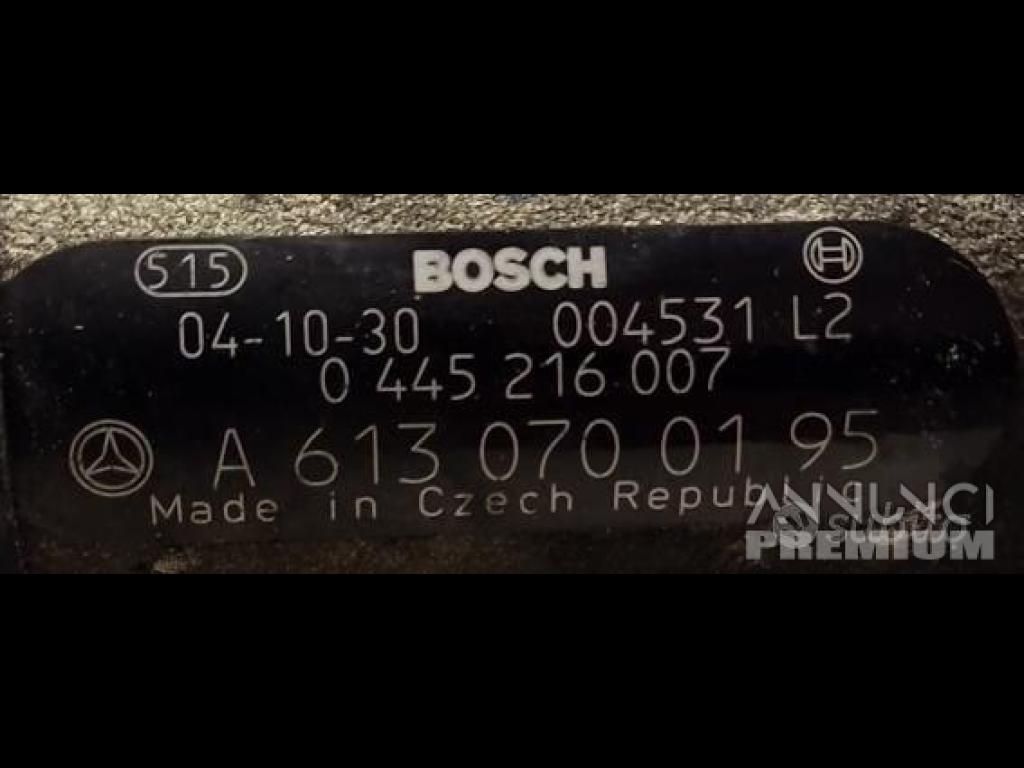 515 BOSCH
04-10-30 004531 L2
0 445 216 007
A 613 070 01 95
Made in Czech Republic
ANNUNCI
PREMIUM